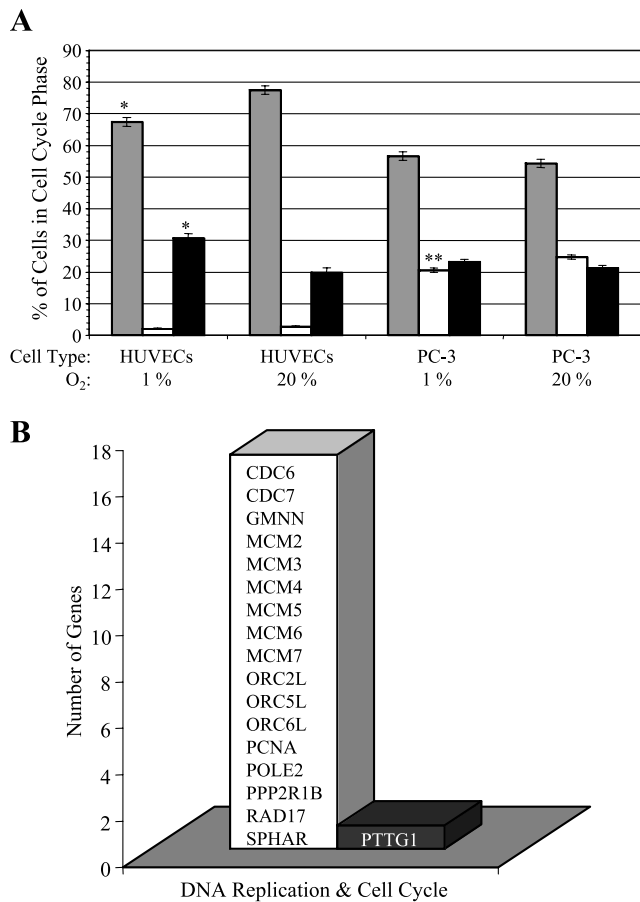 A
% of Cells in Cell Cycle Phase
90
80
70
60
50
40
30
20
10
0
*
*
**
Cell Type: HUVECs HUVECs PC-3 PC-3
O₂: 1 % 20 % 1 % 20 %
B
Number of Genes
18
16
14
12
10
8
6
4
2
0
CDC6
CDC7
GMNN
MCM2
MCM3
MCM4
MCM5
MCM6
MCM7
ORC2L
ORC5L
ORC6L
PCNA
POLE2
PPP2R1B
RAD17
SPHAR
PTTG1
DNA Replication & Cell Cycle